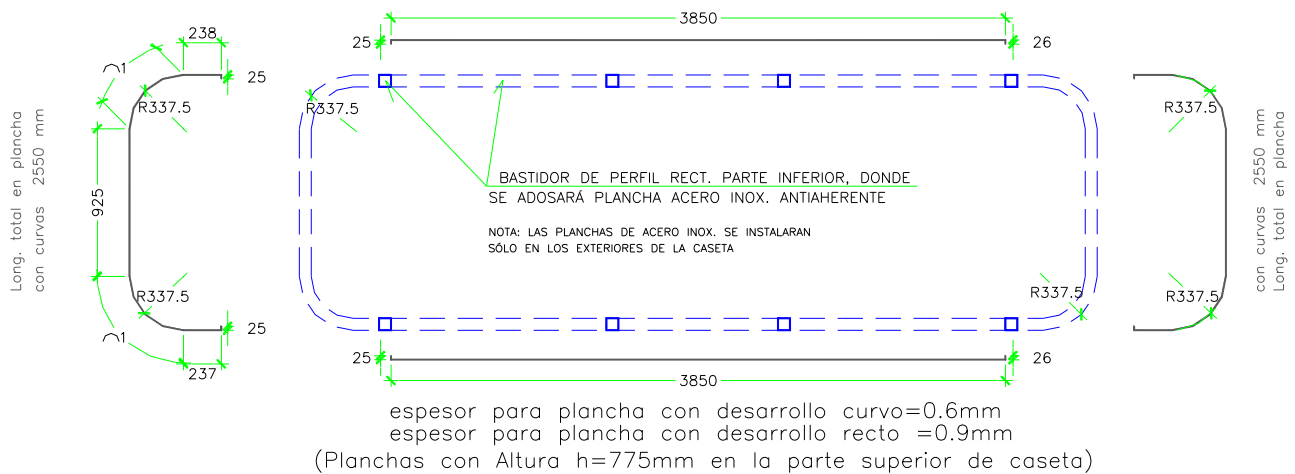 3850
238
25
26
25
⌒1
R337.5
R337.5
R337.5
Long. total en plancha
con curvas 2550 mm
925
BASTIDOR DE PERFIL RECT. PARTE INFERIOR, DONDE
SE ADOSARÁ PLANCHA ACERO INOX. ANTIAHERENTE
NOTA: LAS PLANCHAS DE ACERO INOX. SE INSTALARAN
SÓLO EN LOS EXTERIORES DE LA CASETA
con curvas 2550 mm
Long. total en plancha
R337.5
R337.5
R337.5
⌒1
25
25
26
237
3850
espesor para plancha con desarrollo curvo=0.6mm
espesor para plancha con desarrollo recto =0.9mm
(Planchas con Altura h=775mm en la parte superior de caseta)